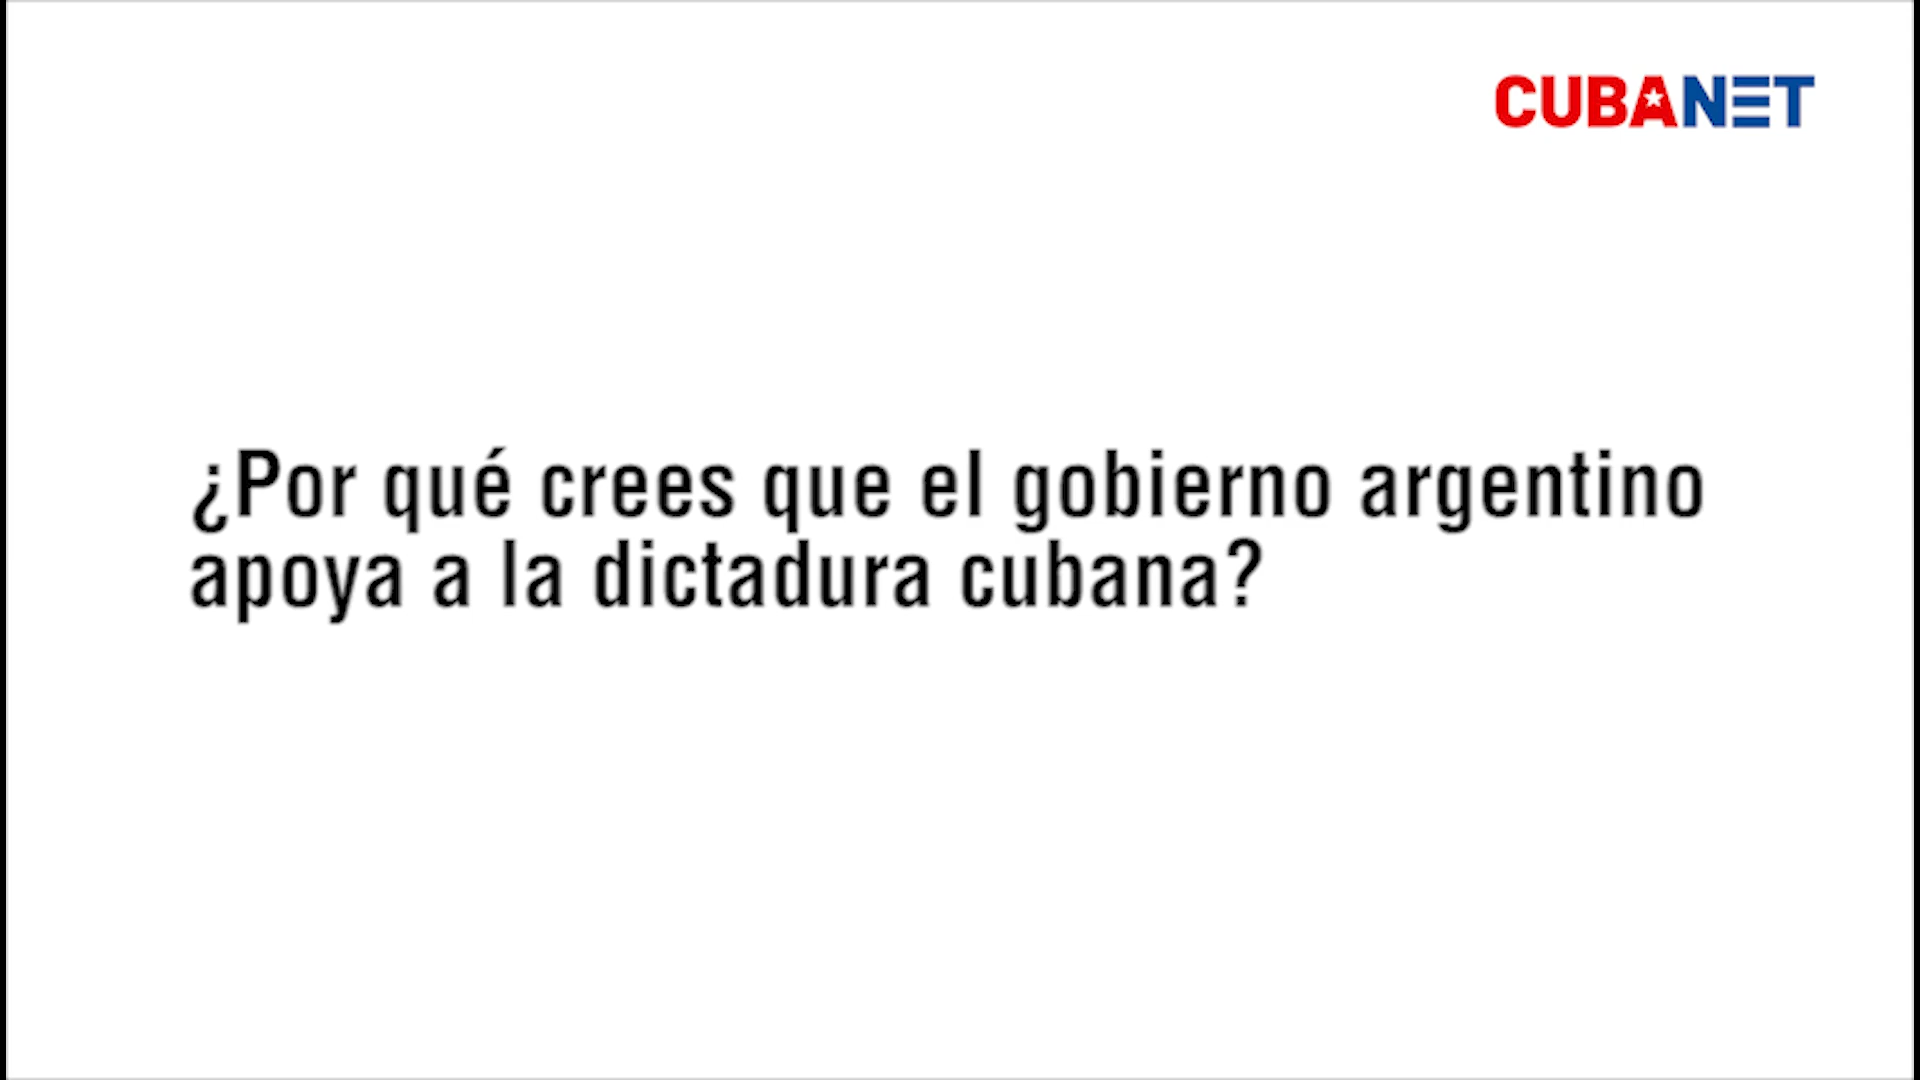 CUBANET
¿Por qué crees que el gobierno argentino
apoya a la dictadura cubana?